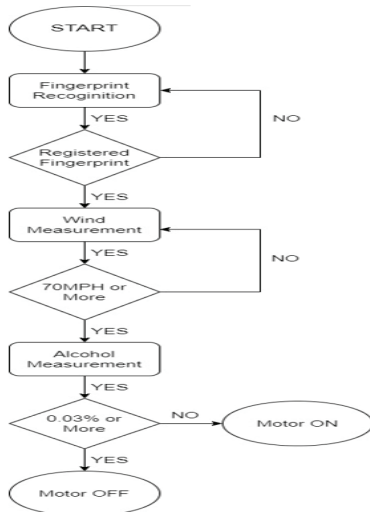 START
Fingerprint
Recoginition
YES
NO
Registered
Fingerprint
YES
Wind
Measurement
YES
NO
70MPH or
More
YES
Alcohol
Measurement
YES
0.03% or
More
NO
Motor ON
YES
Motor OFF